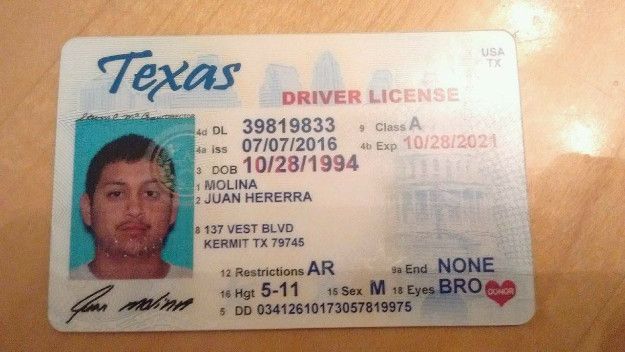 Texas
USA
TX
DRIVER LICENSE
4d DL 39819833 9 Class A
4a Iss 07/07/2016 4b Exp 10/28/2021
3 DOB 10/28/1994
1 MOLINA
2 JUAN HERERRA
8 137 VEST BLVD
KERMIT TX 79745
12 Restrictions AR 9a End NONE
16 Hgt 5-11 15 Sex M 18 Eyes BRO
DONOR
5 DD 03412610173057819975
Juan Molina